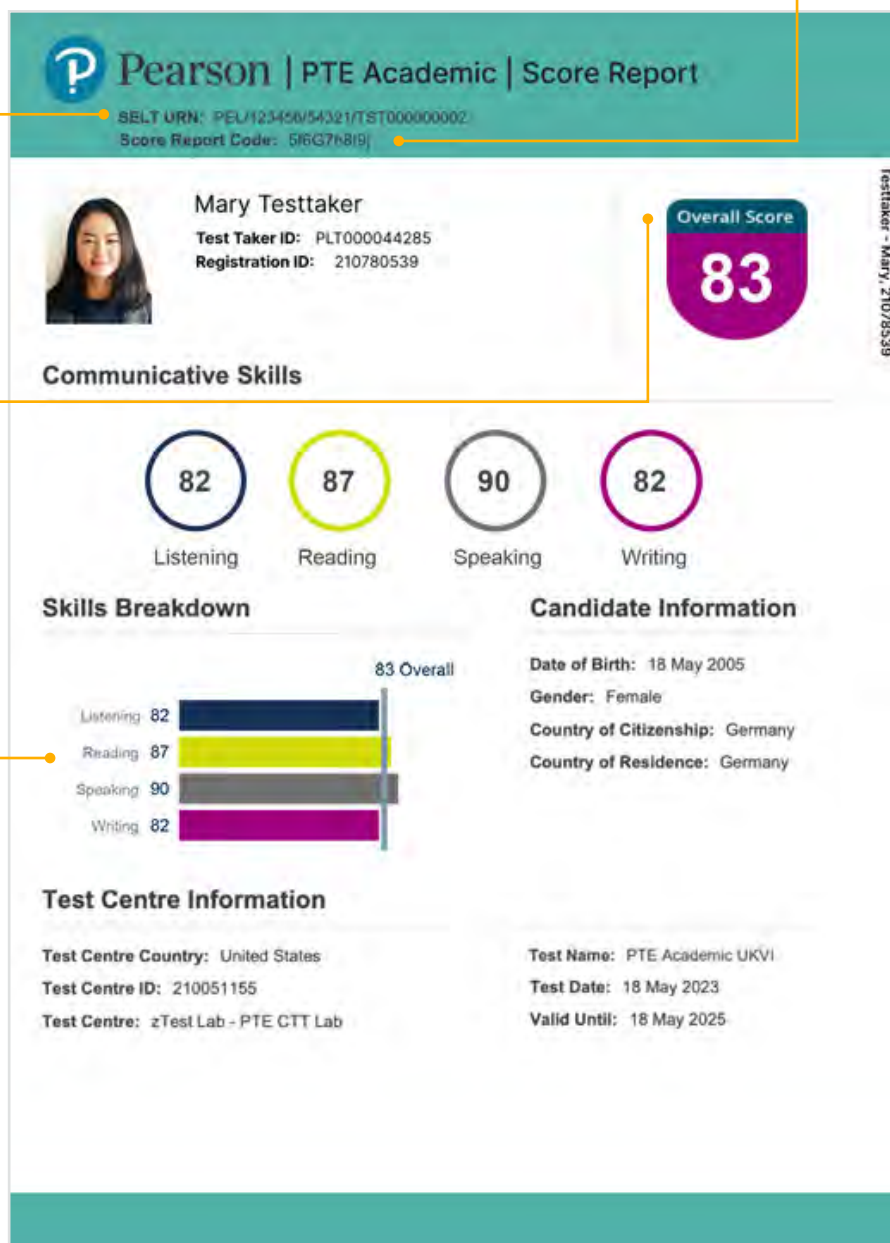 Pearson | PTE Academic | Score Report
SELT URN: PEL/123456/54321/TST000000002
Score Report Code:
Mary Testtaker
Test Taker ID: PLT000044285
Registration ID: 210780539
Overall Score
83
Testtaker - Mary, 21078539
Communicative Skills
82 87 90 82
Listening Reading Speaking Writing
Skills Breakdown
83 Overall
Listening 82
Reading 87
Speaking 90
Writing 82
Candidate Information
Date of Birth: 18 May 2005
Gender: Female
Country of Citizenship: Germany
Country of Residence: Germany
Test Centre Information
Test Centre Country: United States
Test Centre ID: 210051155
Test Centre: zTest Lab - PTE CTT Lab
Test Name: PTE Academic UKVI
Test Date: 18 May 2023
Valid Until: 18 May 2025